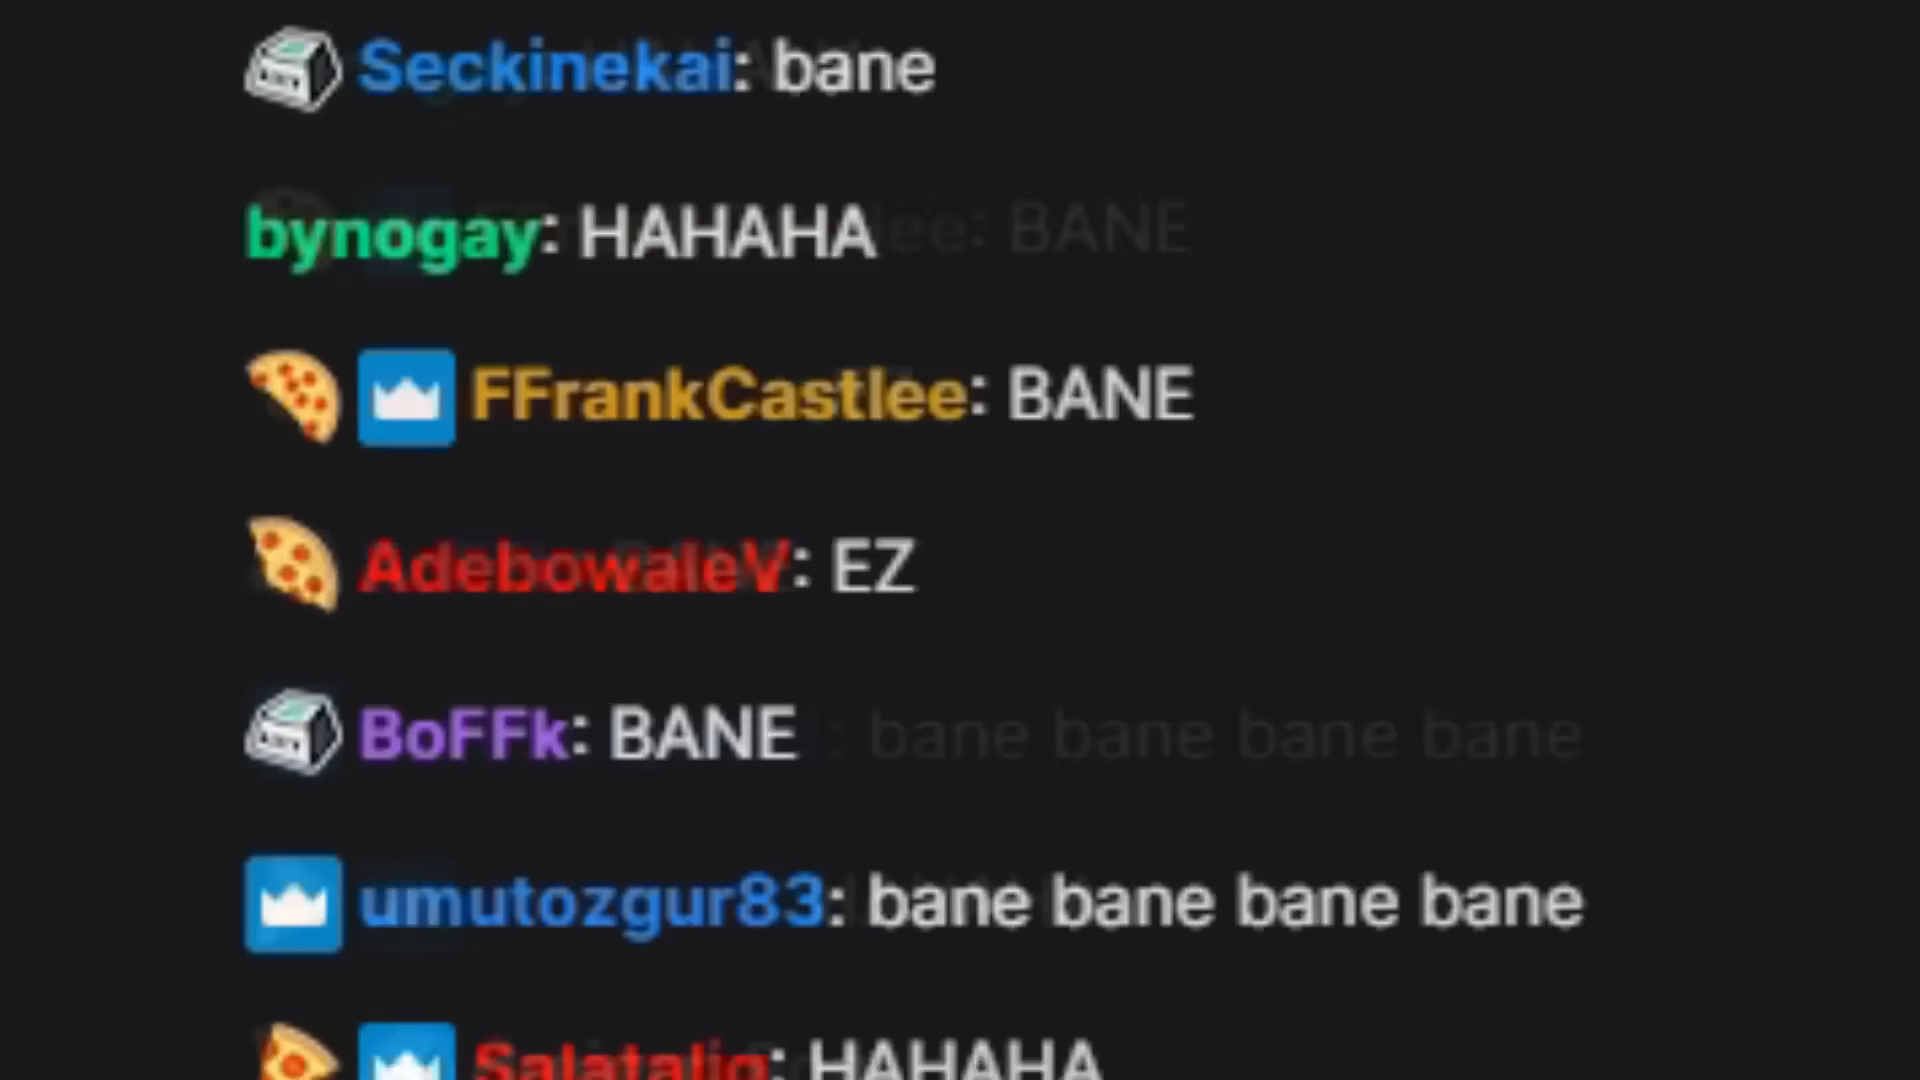 Seckinekai: bane
bynogay: HAHAHA
FFrankCastlee: BANE
AdebowaleV: EZ
BoFFk: BANE
umutozgur83: bane bane bane bane
HAHAHA